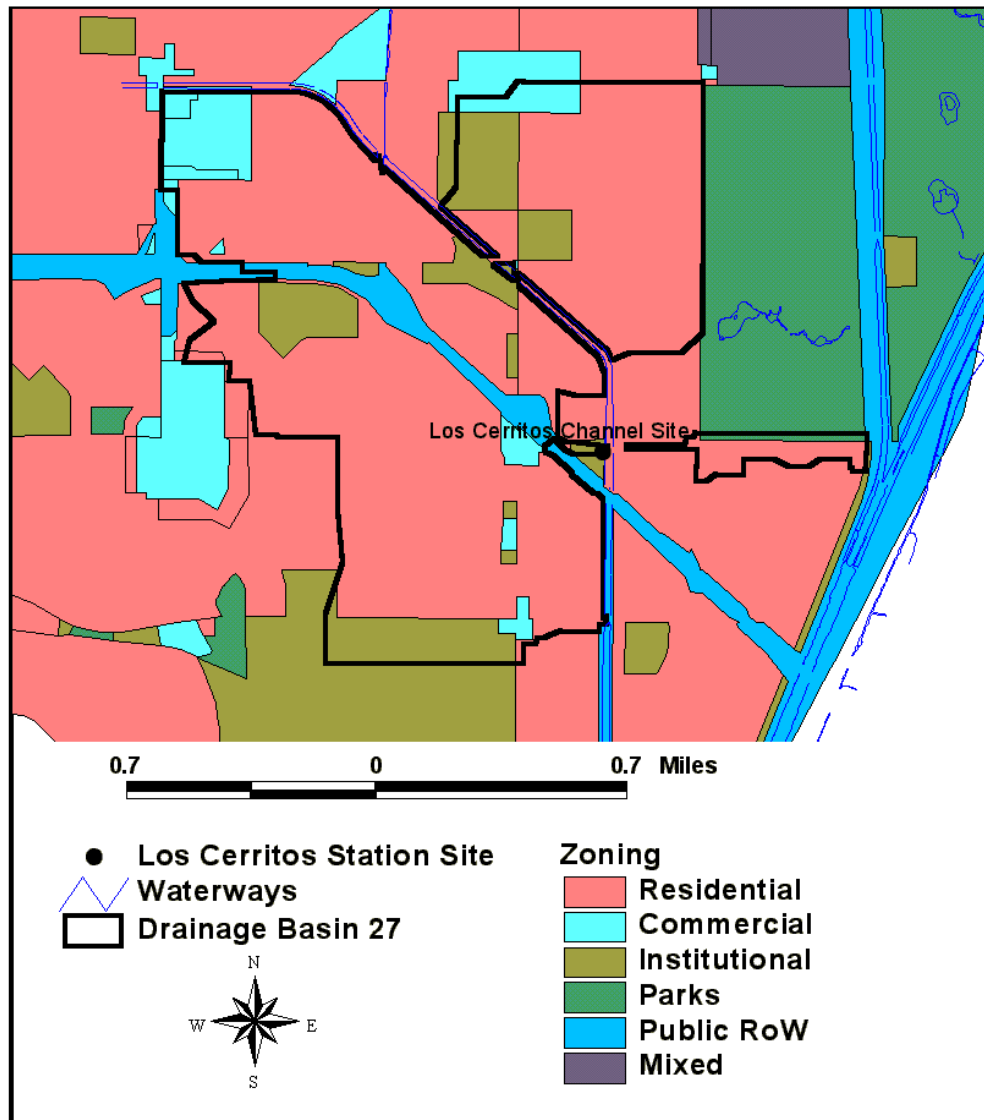 Los Cerritos Channel Site
0.7 0 0.7 Miles
Los Cerritos Station Site
Waterways
Drainage Basin 27
N
W E
S
Zoning
Residential
Commercial
Institutional
Parks
Public RoW
Mixed